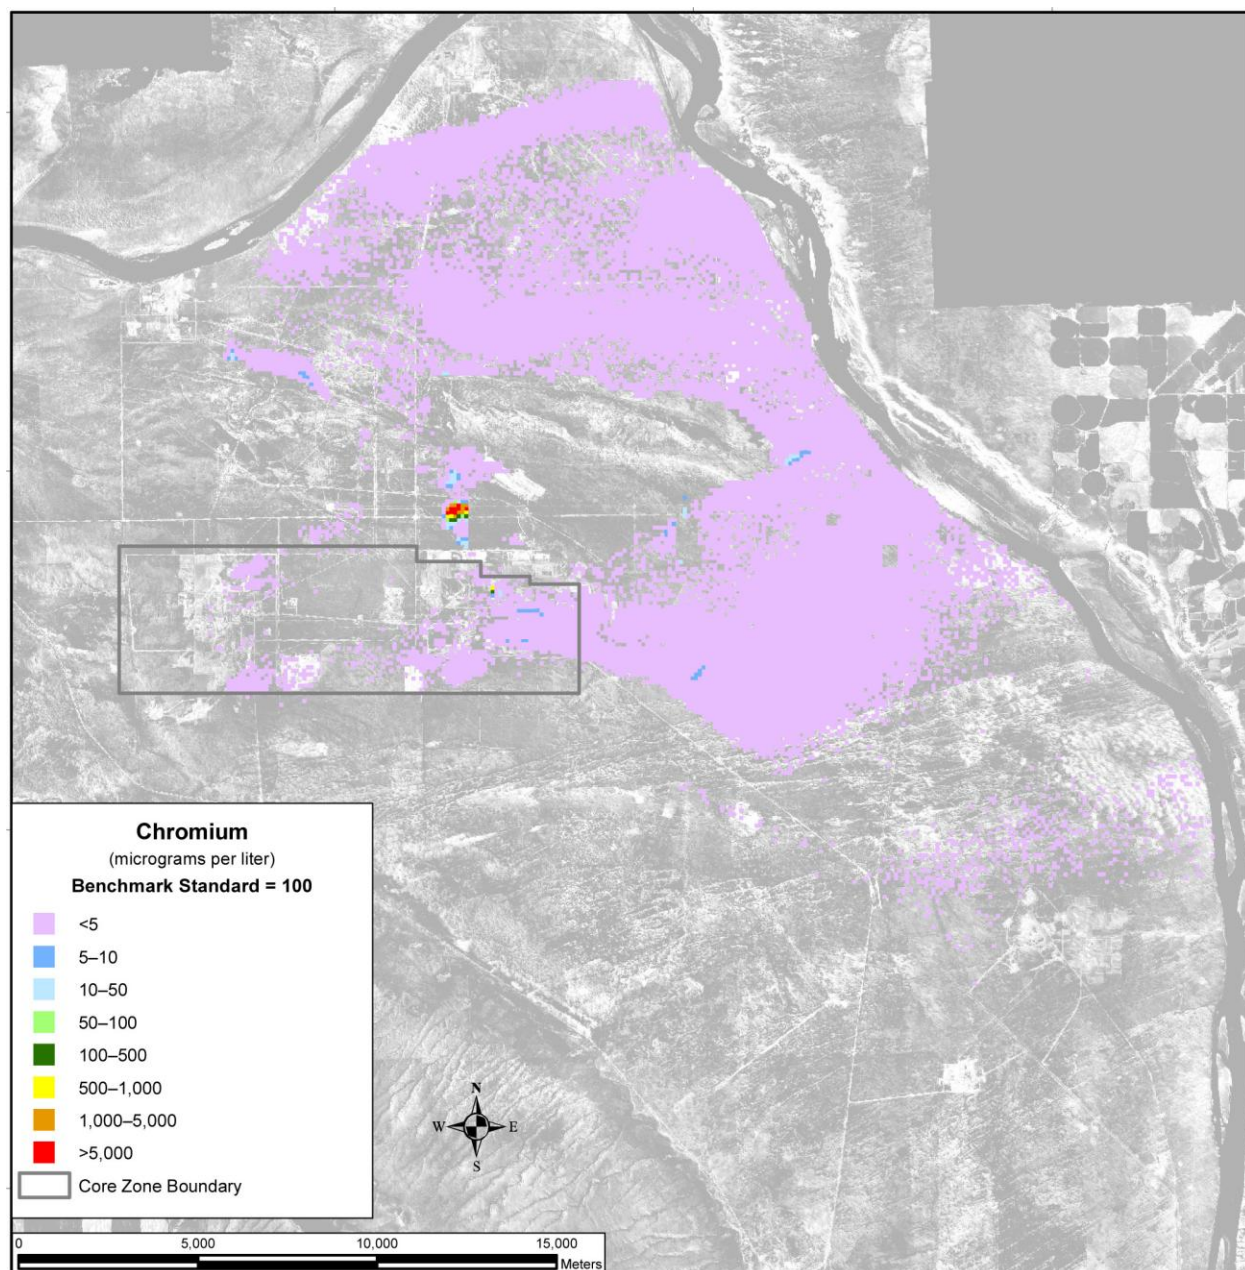 Chromium
(micrograms per liter)
Benchmark Standard = 100
<5
5–10
10–50
50–100
100–500
500–1,000
1,000–5,000
>5,000
Core Zone Boundary
N
W E
S
0 5,000 10,000 15,000
Meters